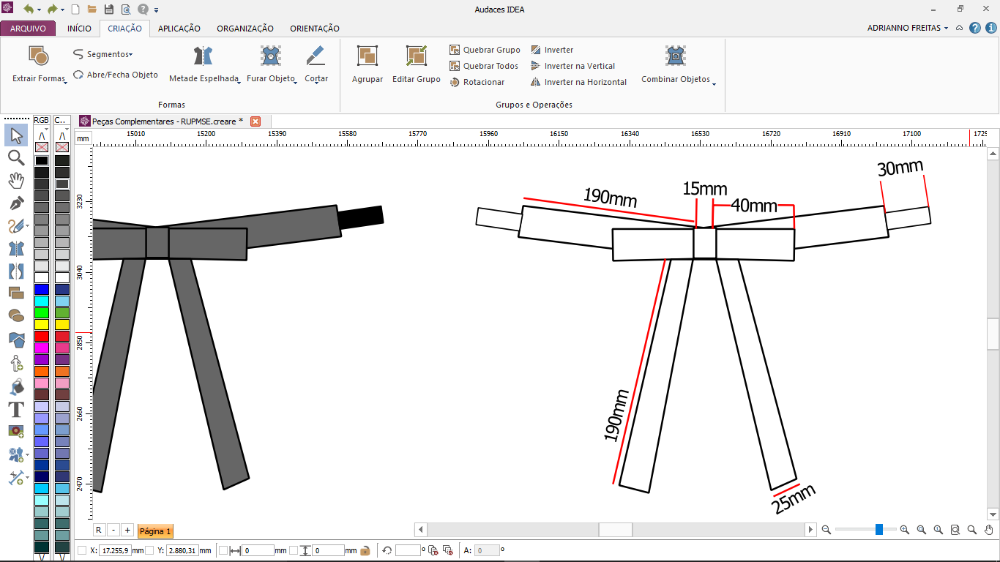 Audaces IDEA
ARQUIVO INÍCIO CRIAÇÃO APLICAÇÃO ORGANIZAÇÃO ORIENTAÇÃO ADRIANNO FREITAS
Extrair Formas
Segmentos
Abre/Fecha Objeto
Metade Espelhada
Furar Objeto
Cortar
Formas
Agrupar
Editar Grupo
Quebrar Grupo
Quebrar Todos
Rotacionar
Inverter
Inverter na Vertical
Inverter na Horizontal
Combinar Objetos
Grupos e Operações
RGB C..
Peças Complementares - RUPMSE.creare *
mm 15010 15200 15390 15580 15770 15960 16150 16340 16530 16720 16910 17100 1729
3230
3040
2850
2660
2470
30mm
15mm
190mm
40mm
190mm
25mm
R - + Página 1
X: 17.255,9 mm Y: 2.880,31 mm 0 mm 0 mm º A: 0 º